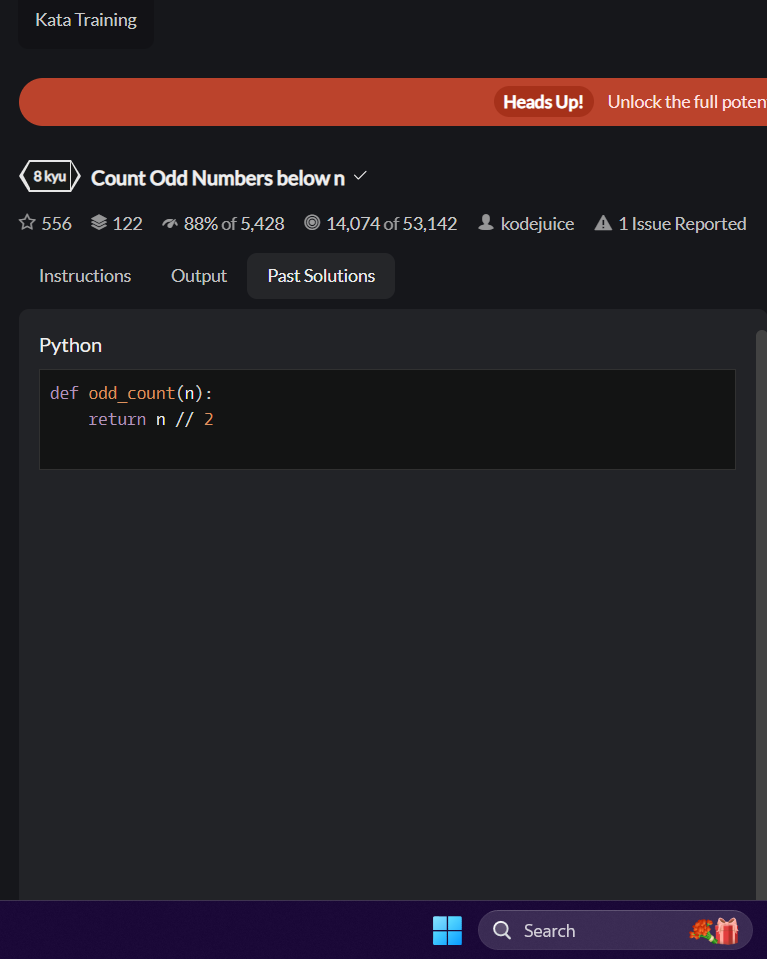 Kata Training
Heads Up! Unlock the full poten
8 kyu Count Odd Numbers below n
556 122 88% of 5,428 14,074 of 53,142 kodejuice 1 Issue Reported
Instructions Output Past Solutions
Python
def odd_count(n):
    return n // 2
Search